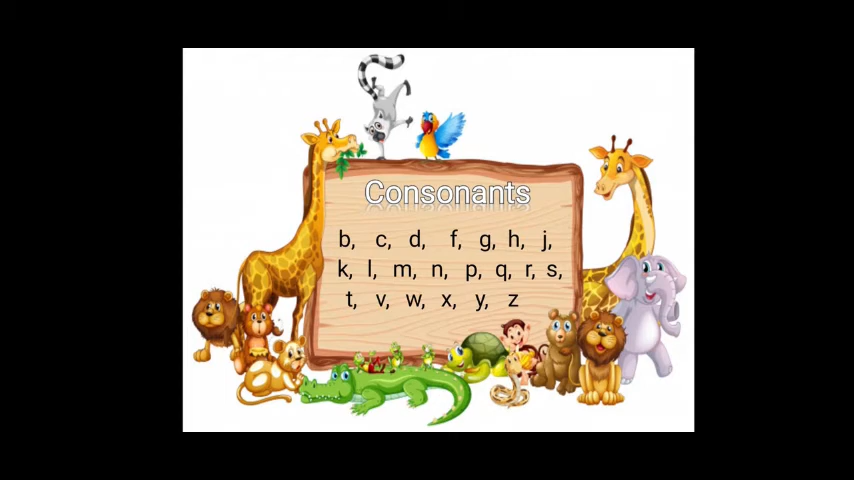 Consonants
b, c, d, f, g, h, j,
k, l, m, n, p, q, r, s,
t, v, w, x, y, z